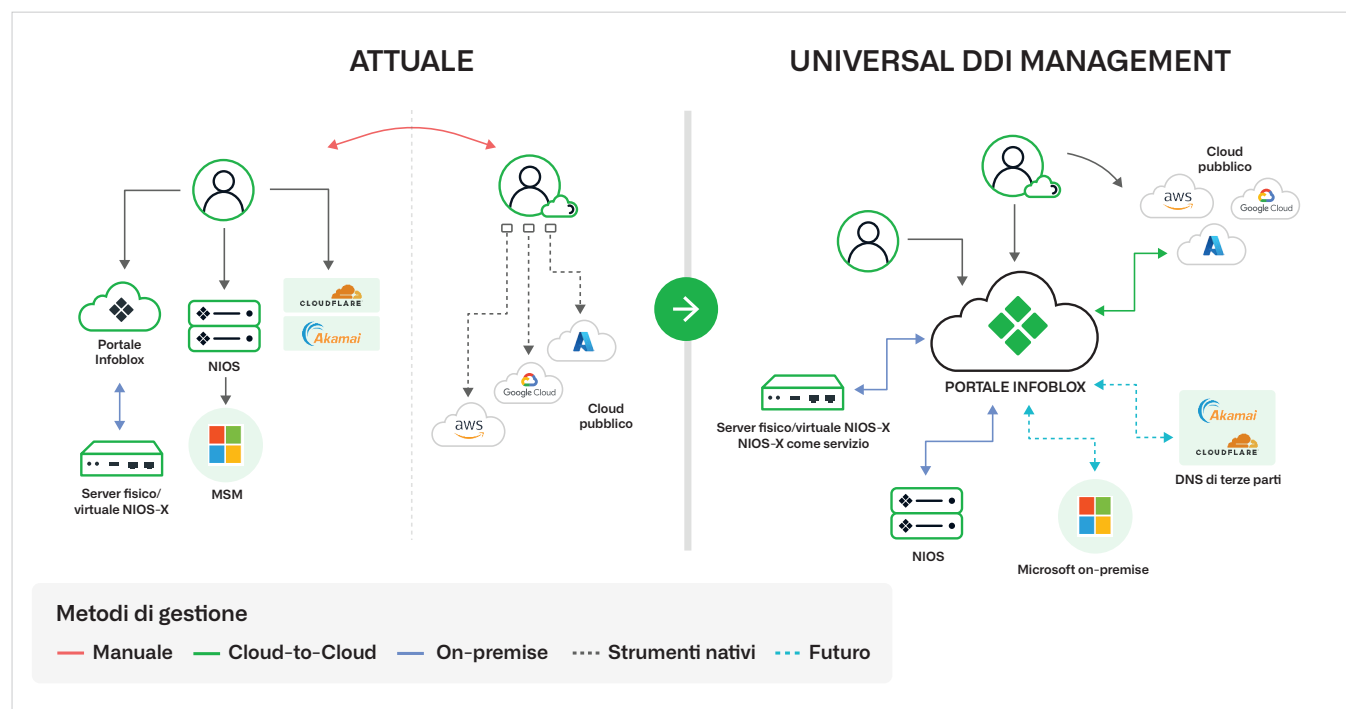 ATTUALE
UNIVERSAL DDI MANAGEMENT
Portale
Infoblox
NIOS
CLOUDFLARE
Akamai
Server fisico/
virtuale NIOS-X
MSM
aws
Google Cloud
Cloud
pubblico
Cloud
pubblico
aws
Google Cloud
PORTALE INFOBLOX
Server fisico/virtuale NIOS-X
NIOS-X come servizio
NIOS
Microsoft on-premise
Akamai
CLOUDFLARE
DNS di terze parti
Metodi di gestione
Manuale
Cloud-to-Cloud
On-premise
Strumenti nativi
Futuro